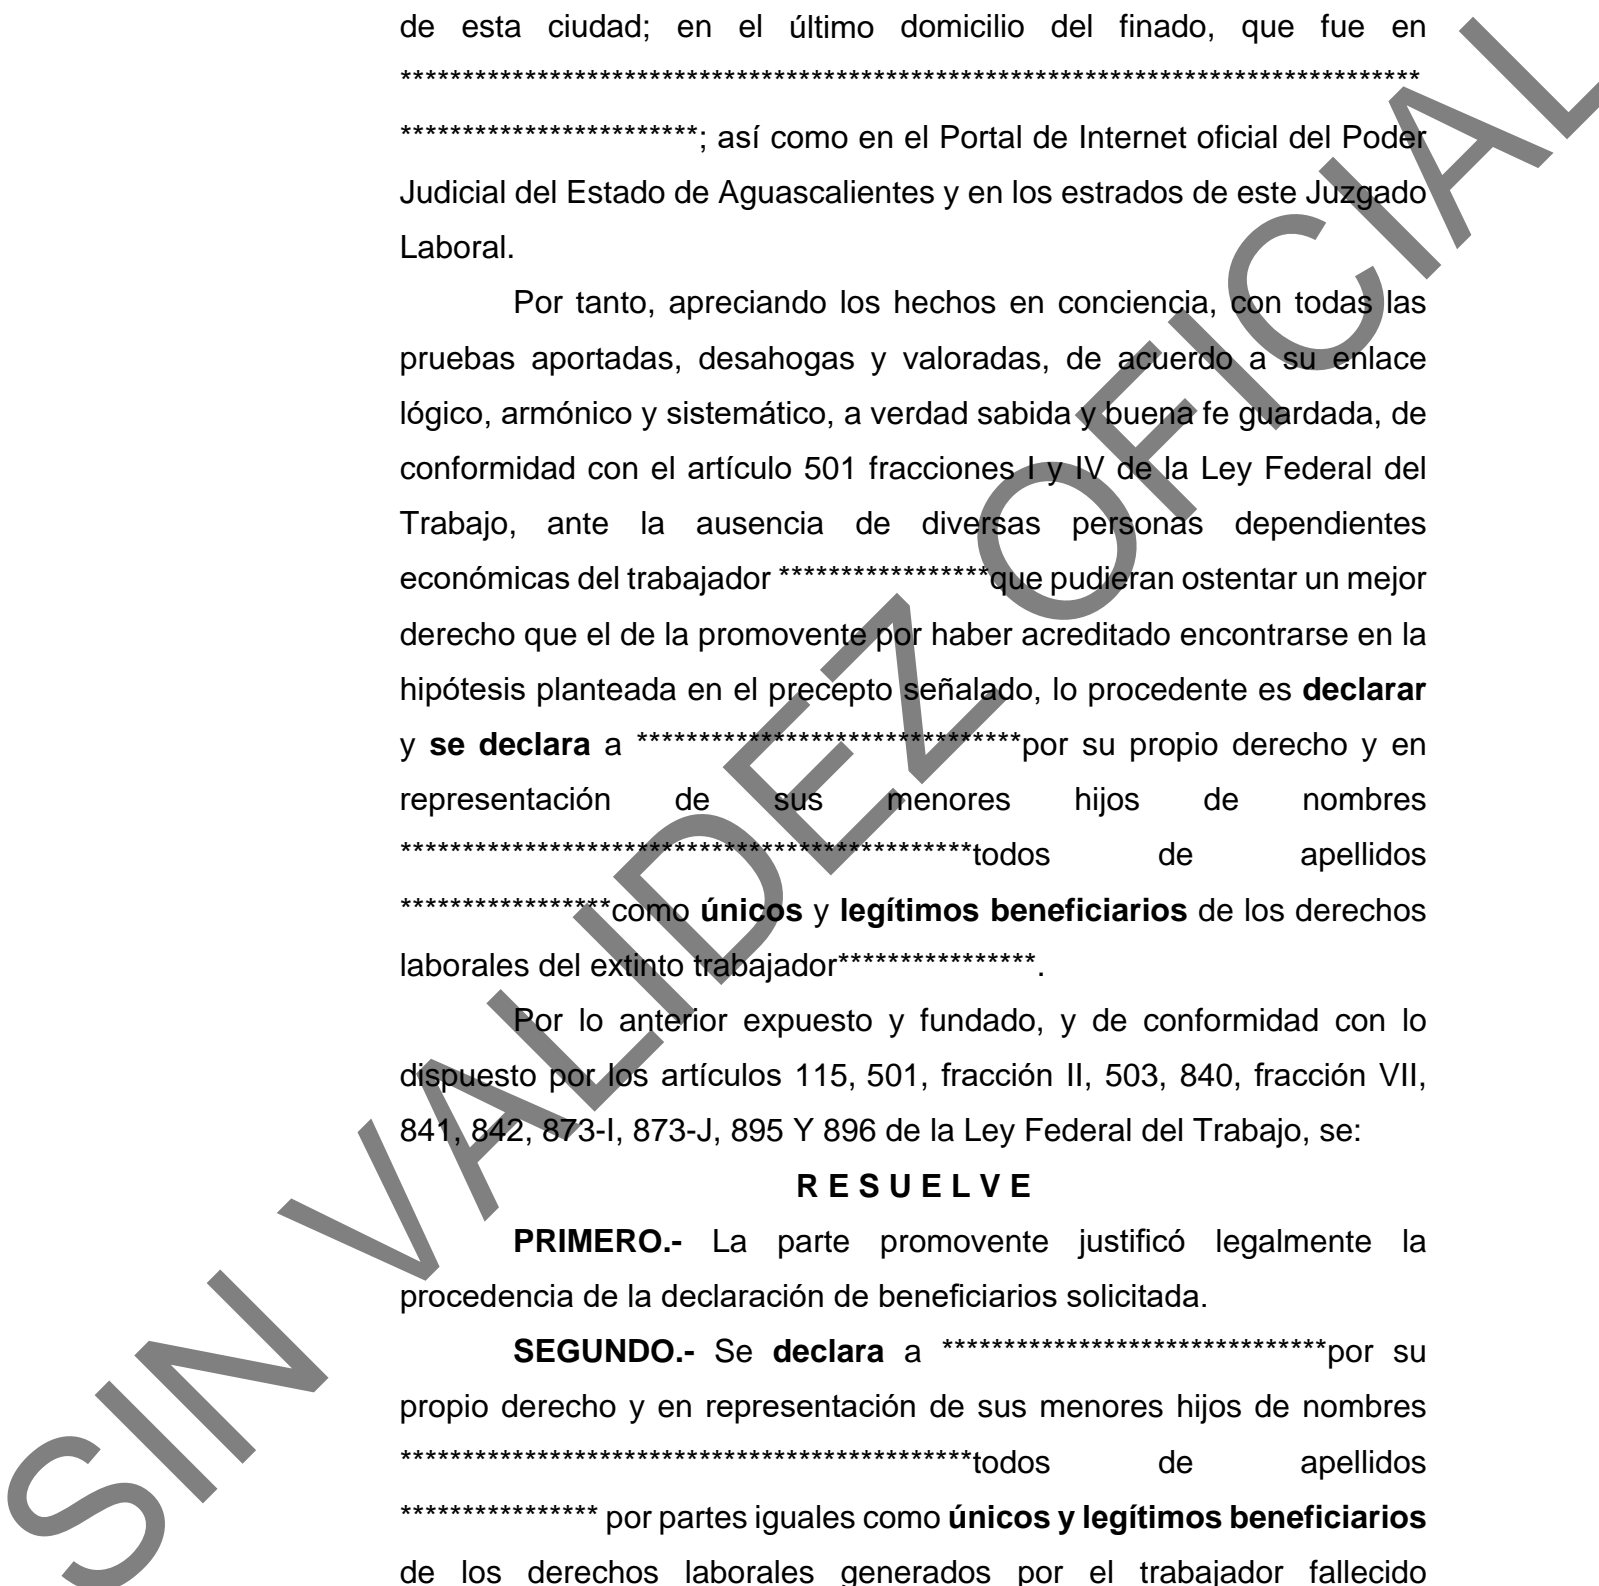 de esta ciudad; en el último domicilio del finado, que fue en
**********************************************************************************
************************; así como en el Portal de Internet oficial del Poder
Judicial del Estado de Aguascalientes y en los estrados de este Juzgado
Laboral.
Por tanto, apreciando los hechos en conciencia, con todas las
pruebas aportadas, desahogas y valoradas, de acuerdo a su enlace
lógico, armónico y sistemático, a verdad sabida y buena fe guardada, de
conformidad con el artículo 501 fracciones I y IV de la Ley Federal del
Trabajo, ante la ausencia de diversas personas dependientes
económicas del trabajador *****************que pudieran ostentar un mejor
derecho que el de la promovente por haber acreditado encontrarse en la
hipótesis planteada en el precepto señalado, lo procedente es declarar
y se declara a *******************************por su propio derecho y en
representación de sus menores hijos de nombres
**********************************************todos de apellidos
*****************como únicos y legítimos beneficiarios de los derechos
laborales del extinto trabajador****************.
Por lo anterior expuesto y fundado, y de conformidad con lo
dispuesto por los artículos 115, 501, fracción II, 503, 840, fracción VII,
841, 842, 873-I, 873-J, 895 Y 896 de la Ley Federal del Trabajo, se:
R E S U E L V E
PRIMERO.- La parte promovente justificó legalmente la
procedencia de la declaración de beneficiarios solicitada.
SEGUNDO.- Se declara a *******************************por su
propio derecho y en representación de sus menores hijos de nombres
**********************************************todos de apellidos
**************** por partes iguales como únicos y legítimos beneficiarios
de los derechos laborales generados por el trabajador fallecido
SIN VALIDEZ OFICIAL